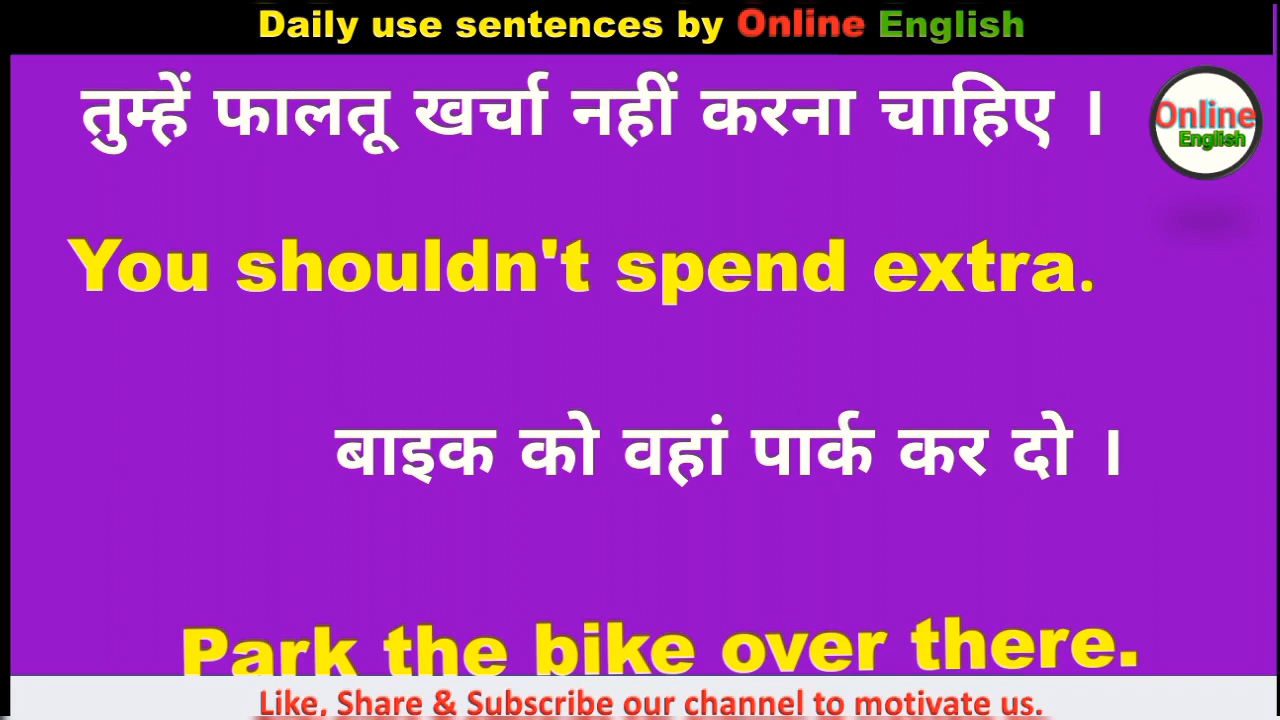 Daily use sentences by Online English
तुम्हें फालतू खर्चा नहीं करना चाहिए ।
Online
English
You shouldn't spend extra.
बाइक को वहां पार्क कर दो ।
Park the bike over there.
Like, Share & Subscribe our channel to motivate us.